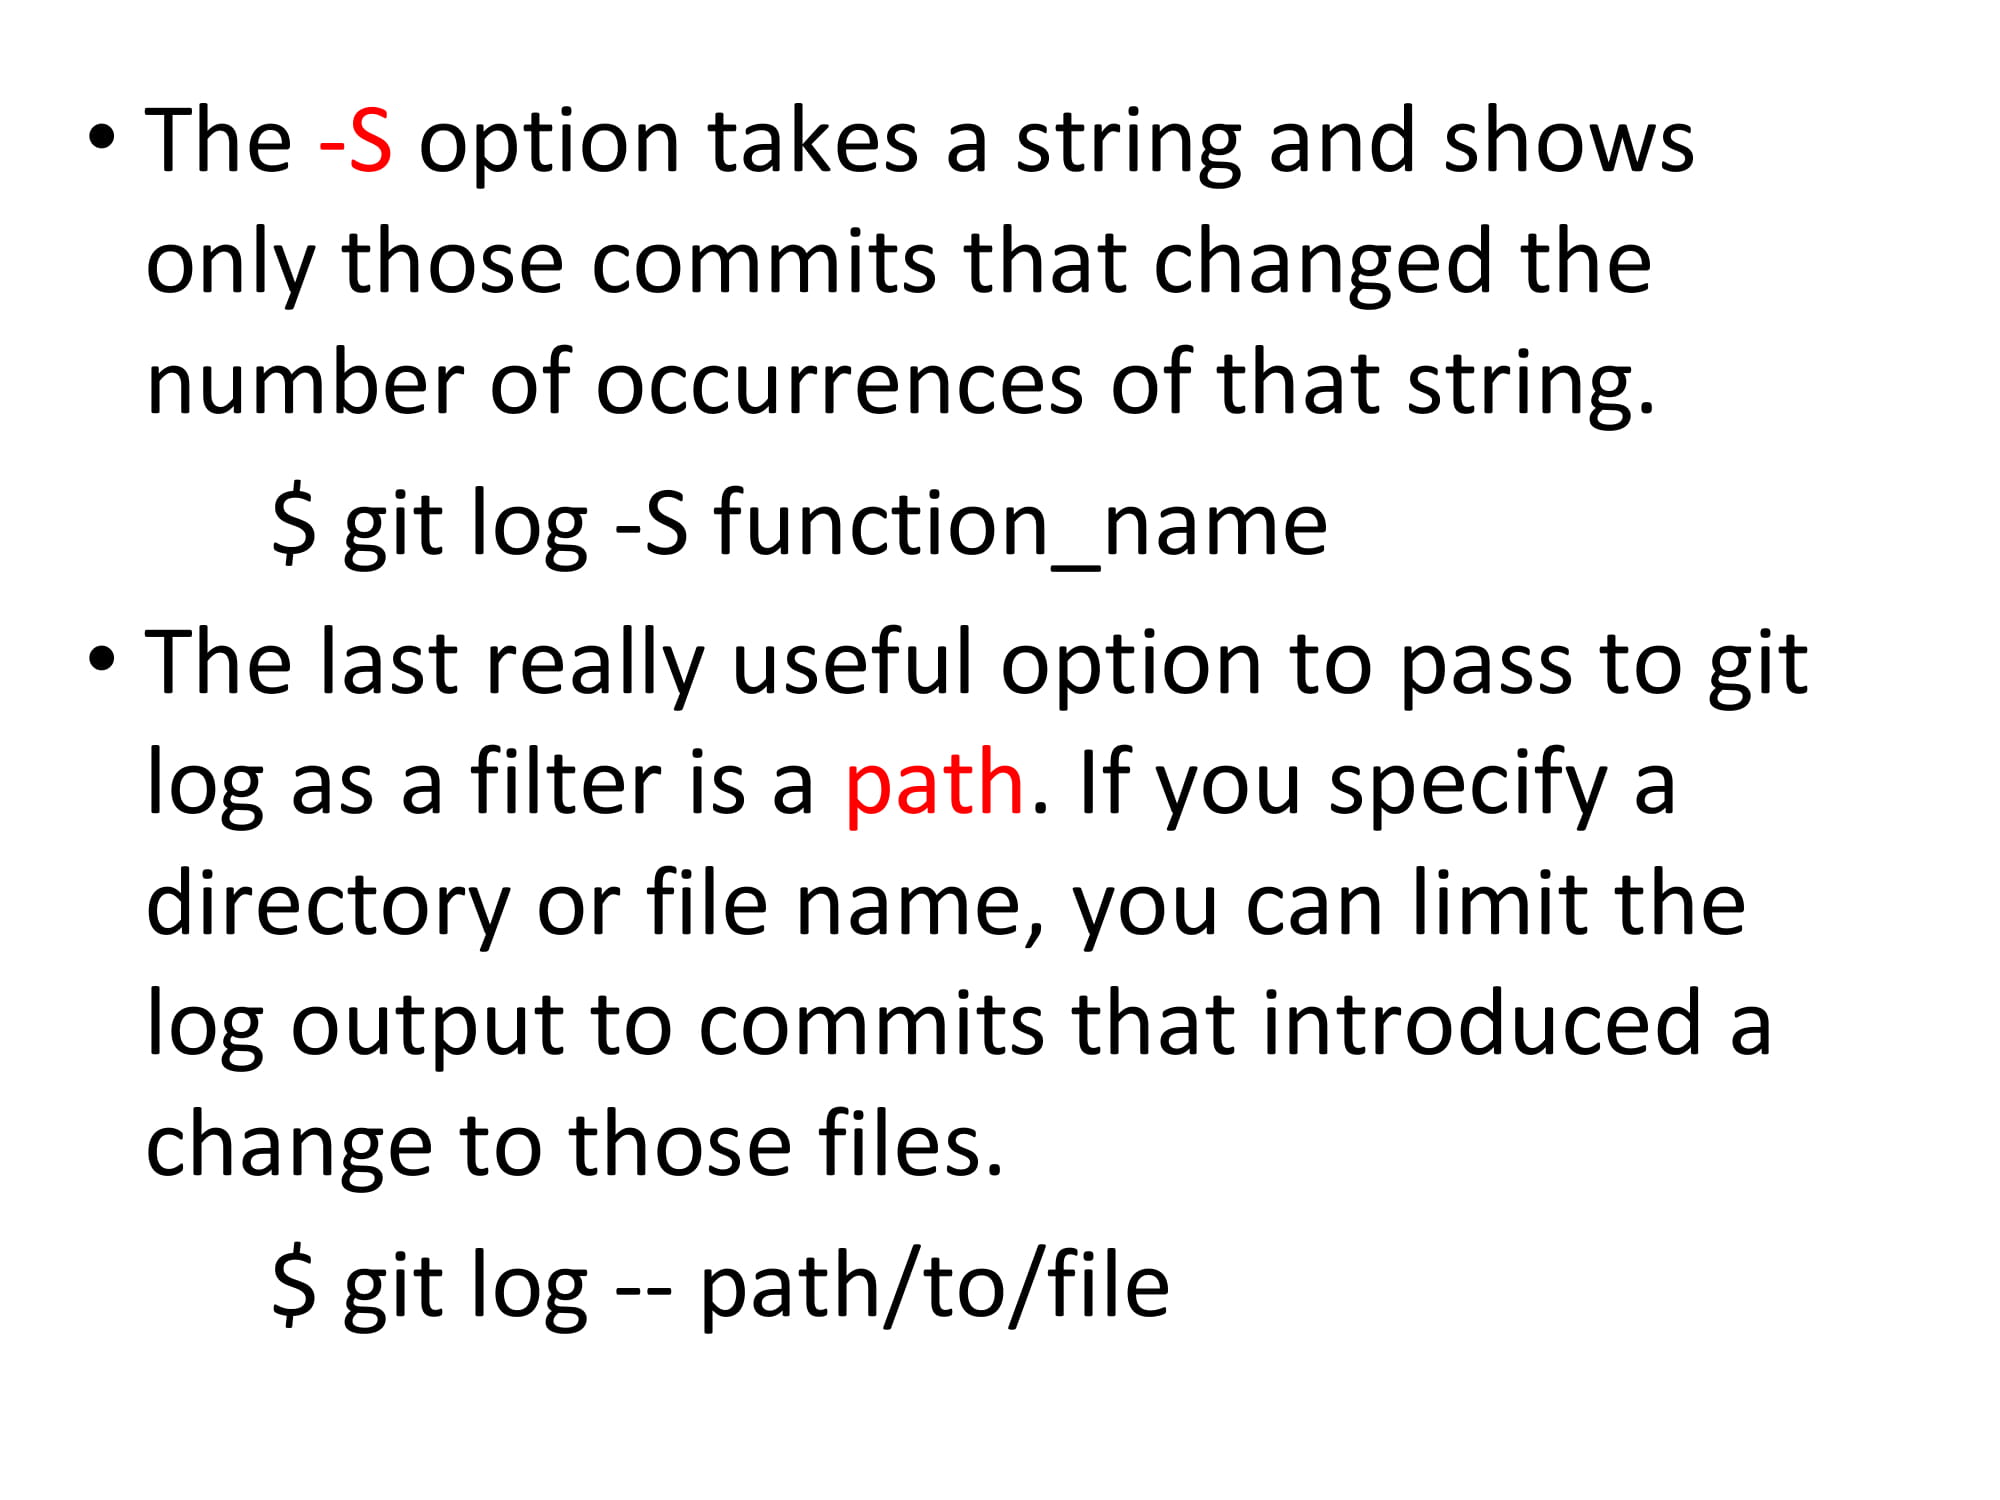 • The -S option takes a string and shows
only those commits that changed the
number of occurrences of that string.
$ git log -S function_name
• The last really useful option to pass to git
log as a filter is a path. If you specify a
directory or file name, you can limit the
log output to commits that introduced a
change to those files.
$ git log -- path/to/file